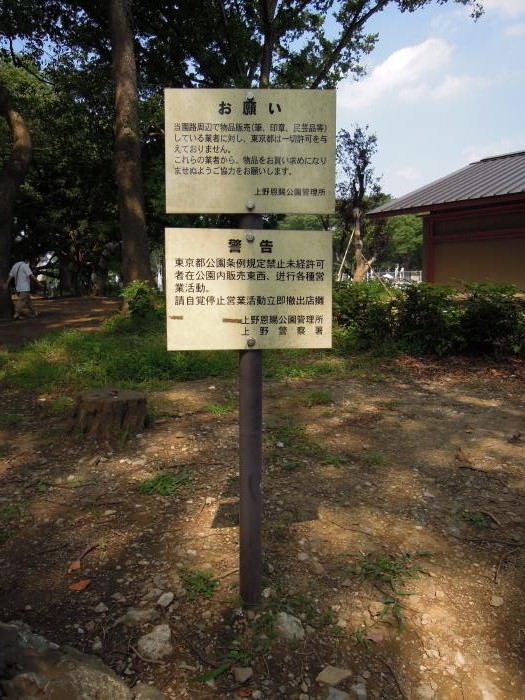 お願い
当園路周辺で物品販売(筆、印章、民芸品等)
している業者に対し、東京都は一切許可を与
えておりません。
これらの業者から、物品をお買い求めになり
ませぬようご協力をお願いします。
上野恩賜公園管理所
警告
東京都公園条例規定禁止未経許可
者在公園内販売東西、进行各種営
業活動。
請自覚停止営業活動立即撤出店攤
上野恩賜公園管理所
上野警察署